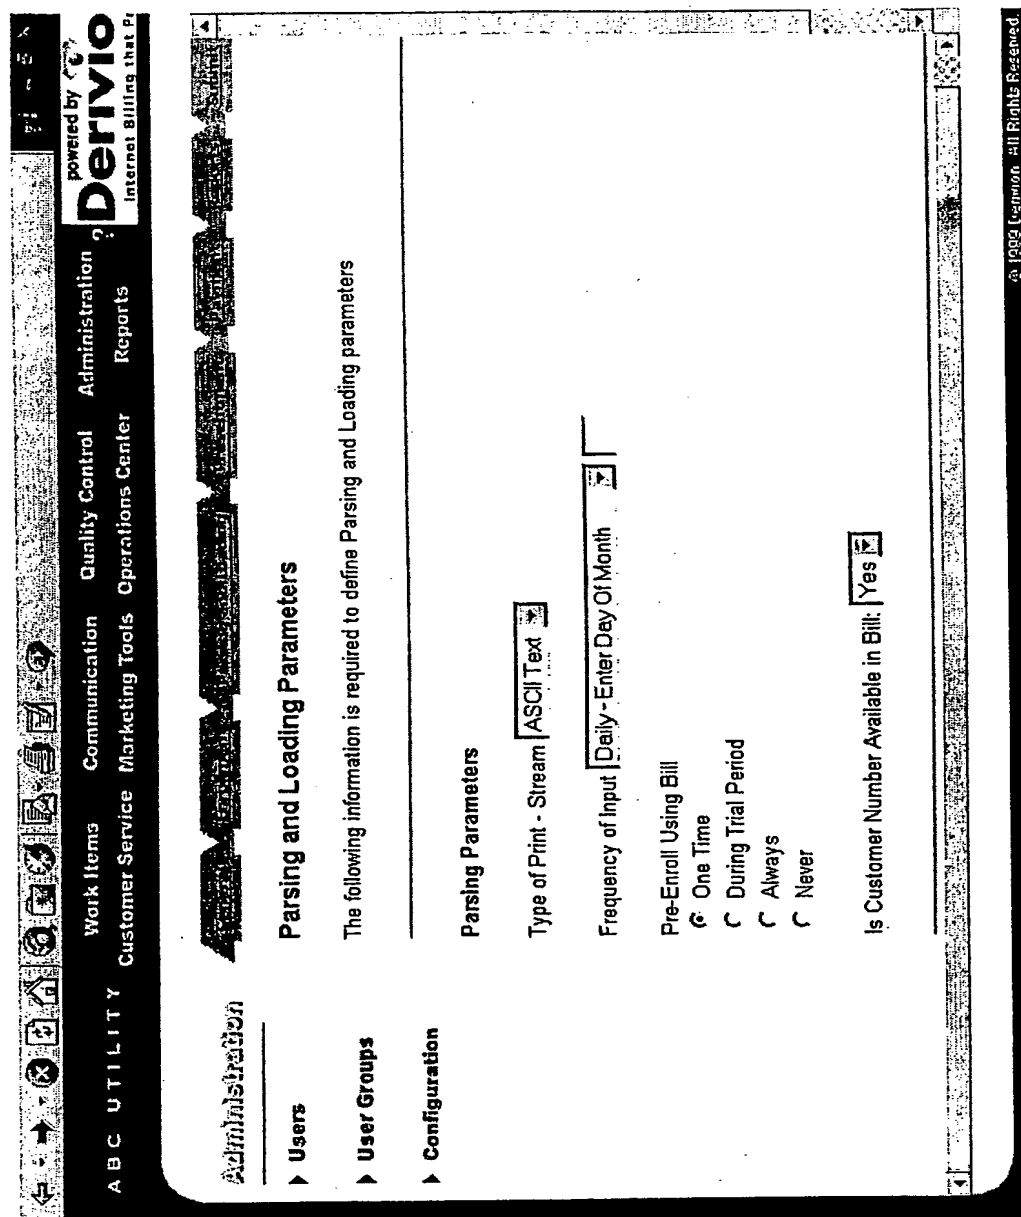 powered by
Derivio
Internet Billing that P
ABC UTILITY
Work Items Communication Quality Control Administration ?
Customer Service Marketing Tools Operations Center Reports
Administration
Users
User Groups
Configuration
Submit
Parsing and Loading Parameters
The following information is required to define Parsing and Loading parameters
Parsing Parameters
Type of Print - Stream ASCII Text
Frequency of Input Daily - Enter Day Of Month
Pre-Enroll Using Bill
One Time
During Trial Period
Always
Never
Is Customer Number Available in Bill: Yes
© 1999 All Rights Reserved.